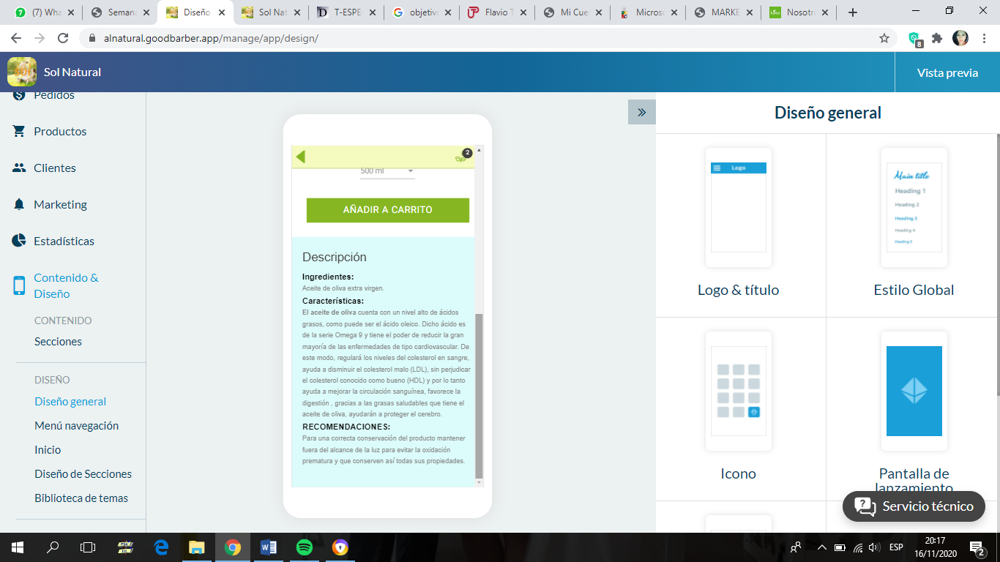 (7) Wha
Semana
Diseño
Sol Nat
T-ESPE
objetivo
Flavio T
Mi Cue
Microso
MARKE
Nosotr
alnatural.goodbarber.app/manage/app/design/
8
Sol Natural
Vista previa
Pedidos
Productos
Clientes
Marketing
Estadísticas
Contenido &
Diseño
CONTENIDO
Secciones
DISEÑO
Diseño general
Menú navegación
Inicio
Diseño de Secciones
Biblioteca de temas
2
500 ml
AÑADIR A CARRITO
Descripción
Ingredientes:
Aceite de oliva extra virgen.
Características:
El aceite de oliva cuenta con un nivel alto de ácidos
grasos, como puede ser el ácido oleico. Dicho ácido es
de la serie Omega 9 y tiene el poder de reducir la gran
mayoría de las enfermedades de tipo cardiovascular. De
este modo, regulará los niveles del colesterol en sangre,
ayuda a disminuir el colesterol malo (LDL), sin perjudicar
el colesterol conocido como bueno (HDL) y por lo tanto
ayuda a mejorar la circulación sanguínea, favorece la
digestión , gracias a las grasas saludables que tiene el
aceite de oliva, ayudarán a proteger el cerebro.
RECOMENDACIONES:
Para una correcta conservación del producto mantener
fuera del alcance de la luz para evitar la oxidación
prematura y que conserven así todas sus propiedades.
Diseño general
Logo
Logo & título
Main title
Heading 1
Heading 2
Heading 3
Heading 4
Heading 5
Estilo Global
Icono
Pantalla de
lanzamiento
Servicio técnico
ESP
20:17
16/11/2020
2